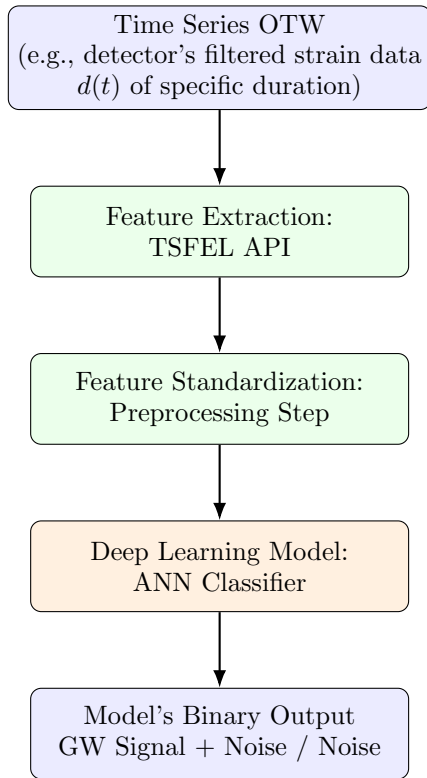 Time Series OTW
(e.g., detector's filtered strain data
d(t) of specific duration)
Feature Extraction:
TSFEL API
Feature Standardization:
Preprocessing Step
Deep Learning Model:
ANN Classifier
Model's Binary Output
GW Signal + Noise / Noise